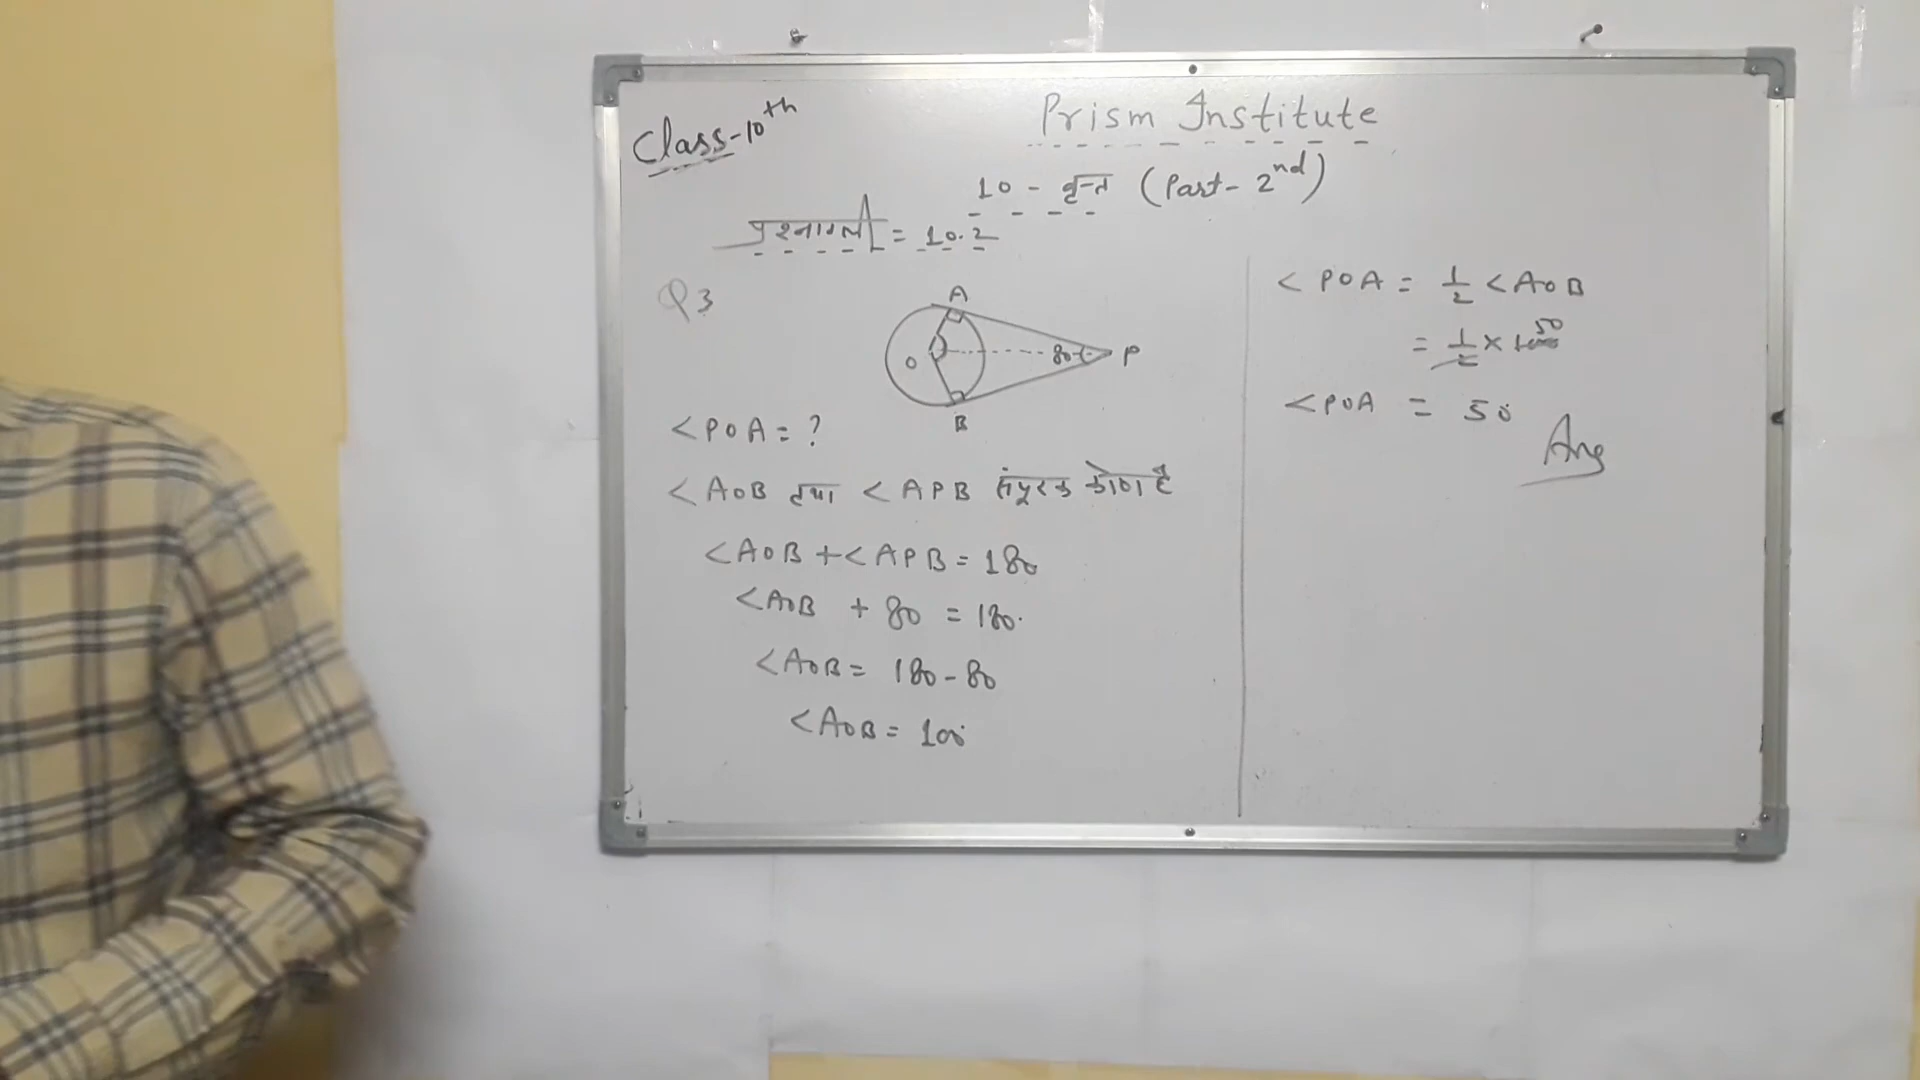 Class-10th
Prism Institute
10 - वृत्त (Part- 2nd)
प्रश्नावली = 10.2
Q3
A
O
80°
P
B
<POA = ?
<AOB तथा <APB संपूरक कोण है
<AOB + <APB = 180
<AOB + 80 = 180.
<AOB = 180 - 80
<AOB = 100
<POA = 1/2 <AOB
= 1/2 × 100 50
<POA = 50
Ans